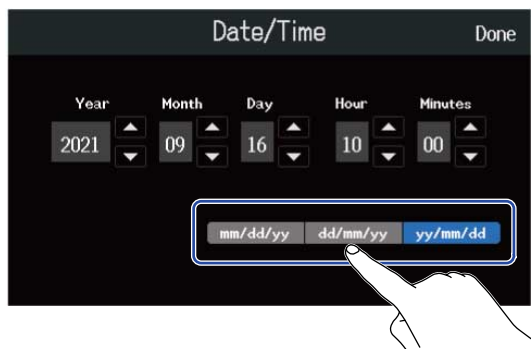 Date/Time Done
Year Month Day Hour Minutes
2021 09 16 10 00
mm/dd/yy dd/mm/yy yy/mm/dd